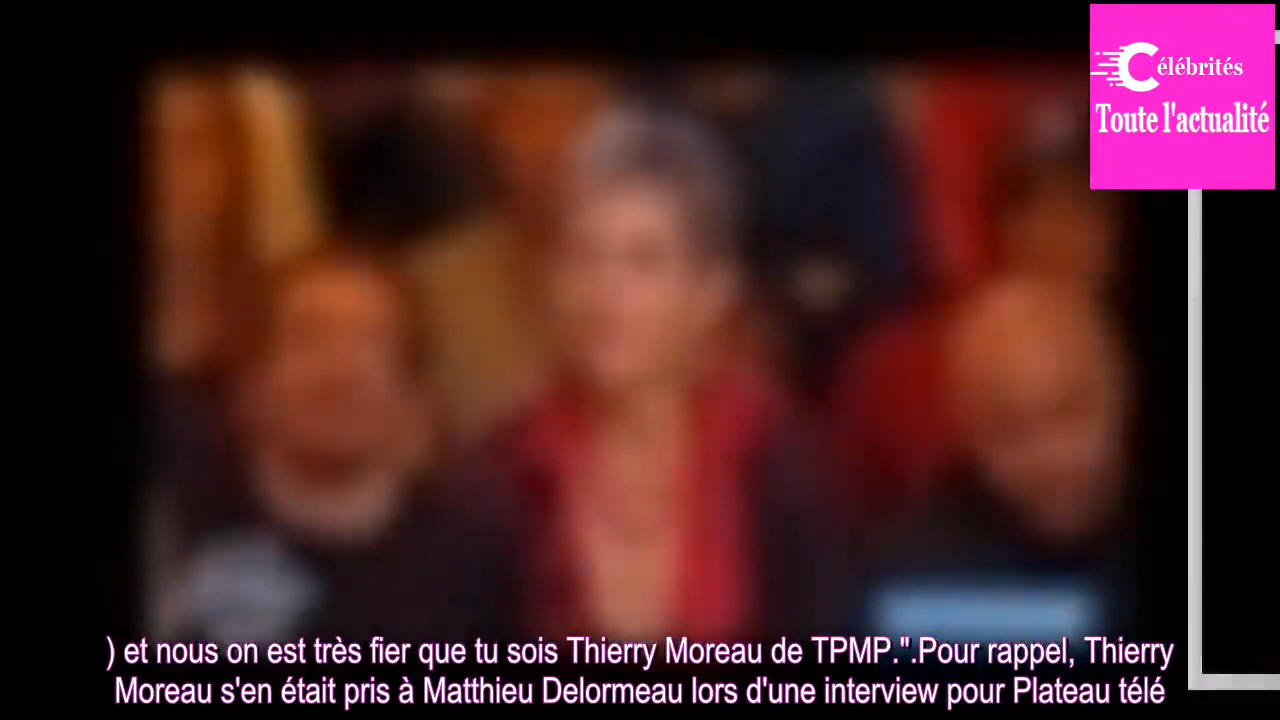 Célébrités
Toute l'actualité
) et nous on est très fier que tu sois Thierry Moreau de TPMP.".Pour rappel, Thierry
Moreau s'en était pris à Matthieu Delormeau lors d'une interview pour Plateau télé